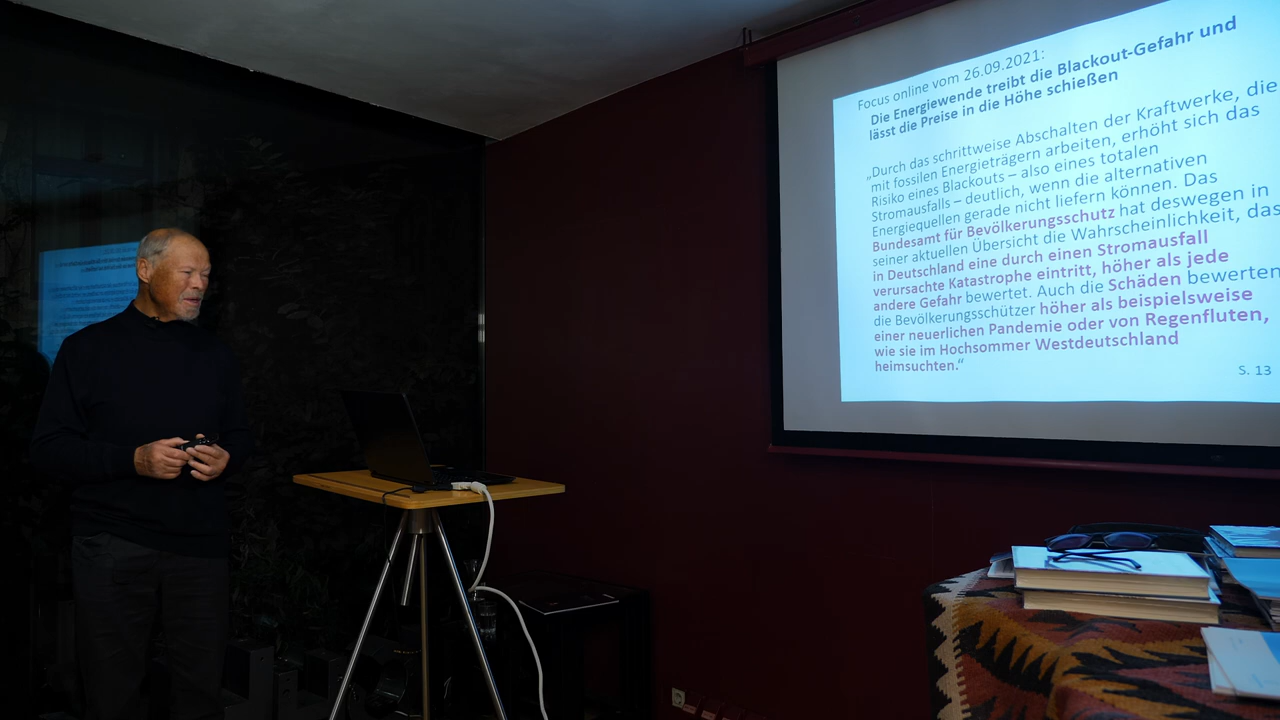 Focus online vom 26.09.2021:
Die Energiewende treibt die Blackout-Gefahr und
lässt die Preise in die Höhe schießen
„Durch das schrittweise Abschalten der Kraftwerke, die
mit fossilen Energieträgern arbeiten, erhöht sich das
Risiko eines Blackouts – also eines totalen
Stromausfalls – deutlich, wenn die alternativen
Energiequellen gerade nicht liefern können. Das
Bundesamt für Bevölkerungsschutz hat deswegen in
seiner aktuellen Übersicht die Wahrscheinlichkeit, das
in Deutschland eine durch einen Stromausfall
verursachte Katastrophe eintritt, höher als jede
andere Gefahr bewertet. Auch die Schäden bewerten
die Bevölkerungsschützer höher als beispielsweise
einer neuerlichen Pandemie oder von Regenfluten,
wie sie im Hochsommer Westdeutschland
heimsuchten.“
S. 13